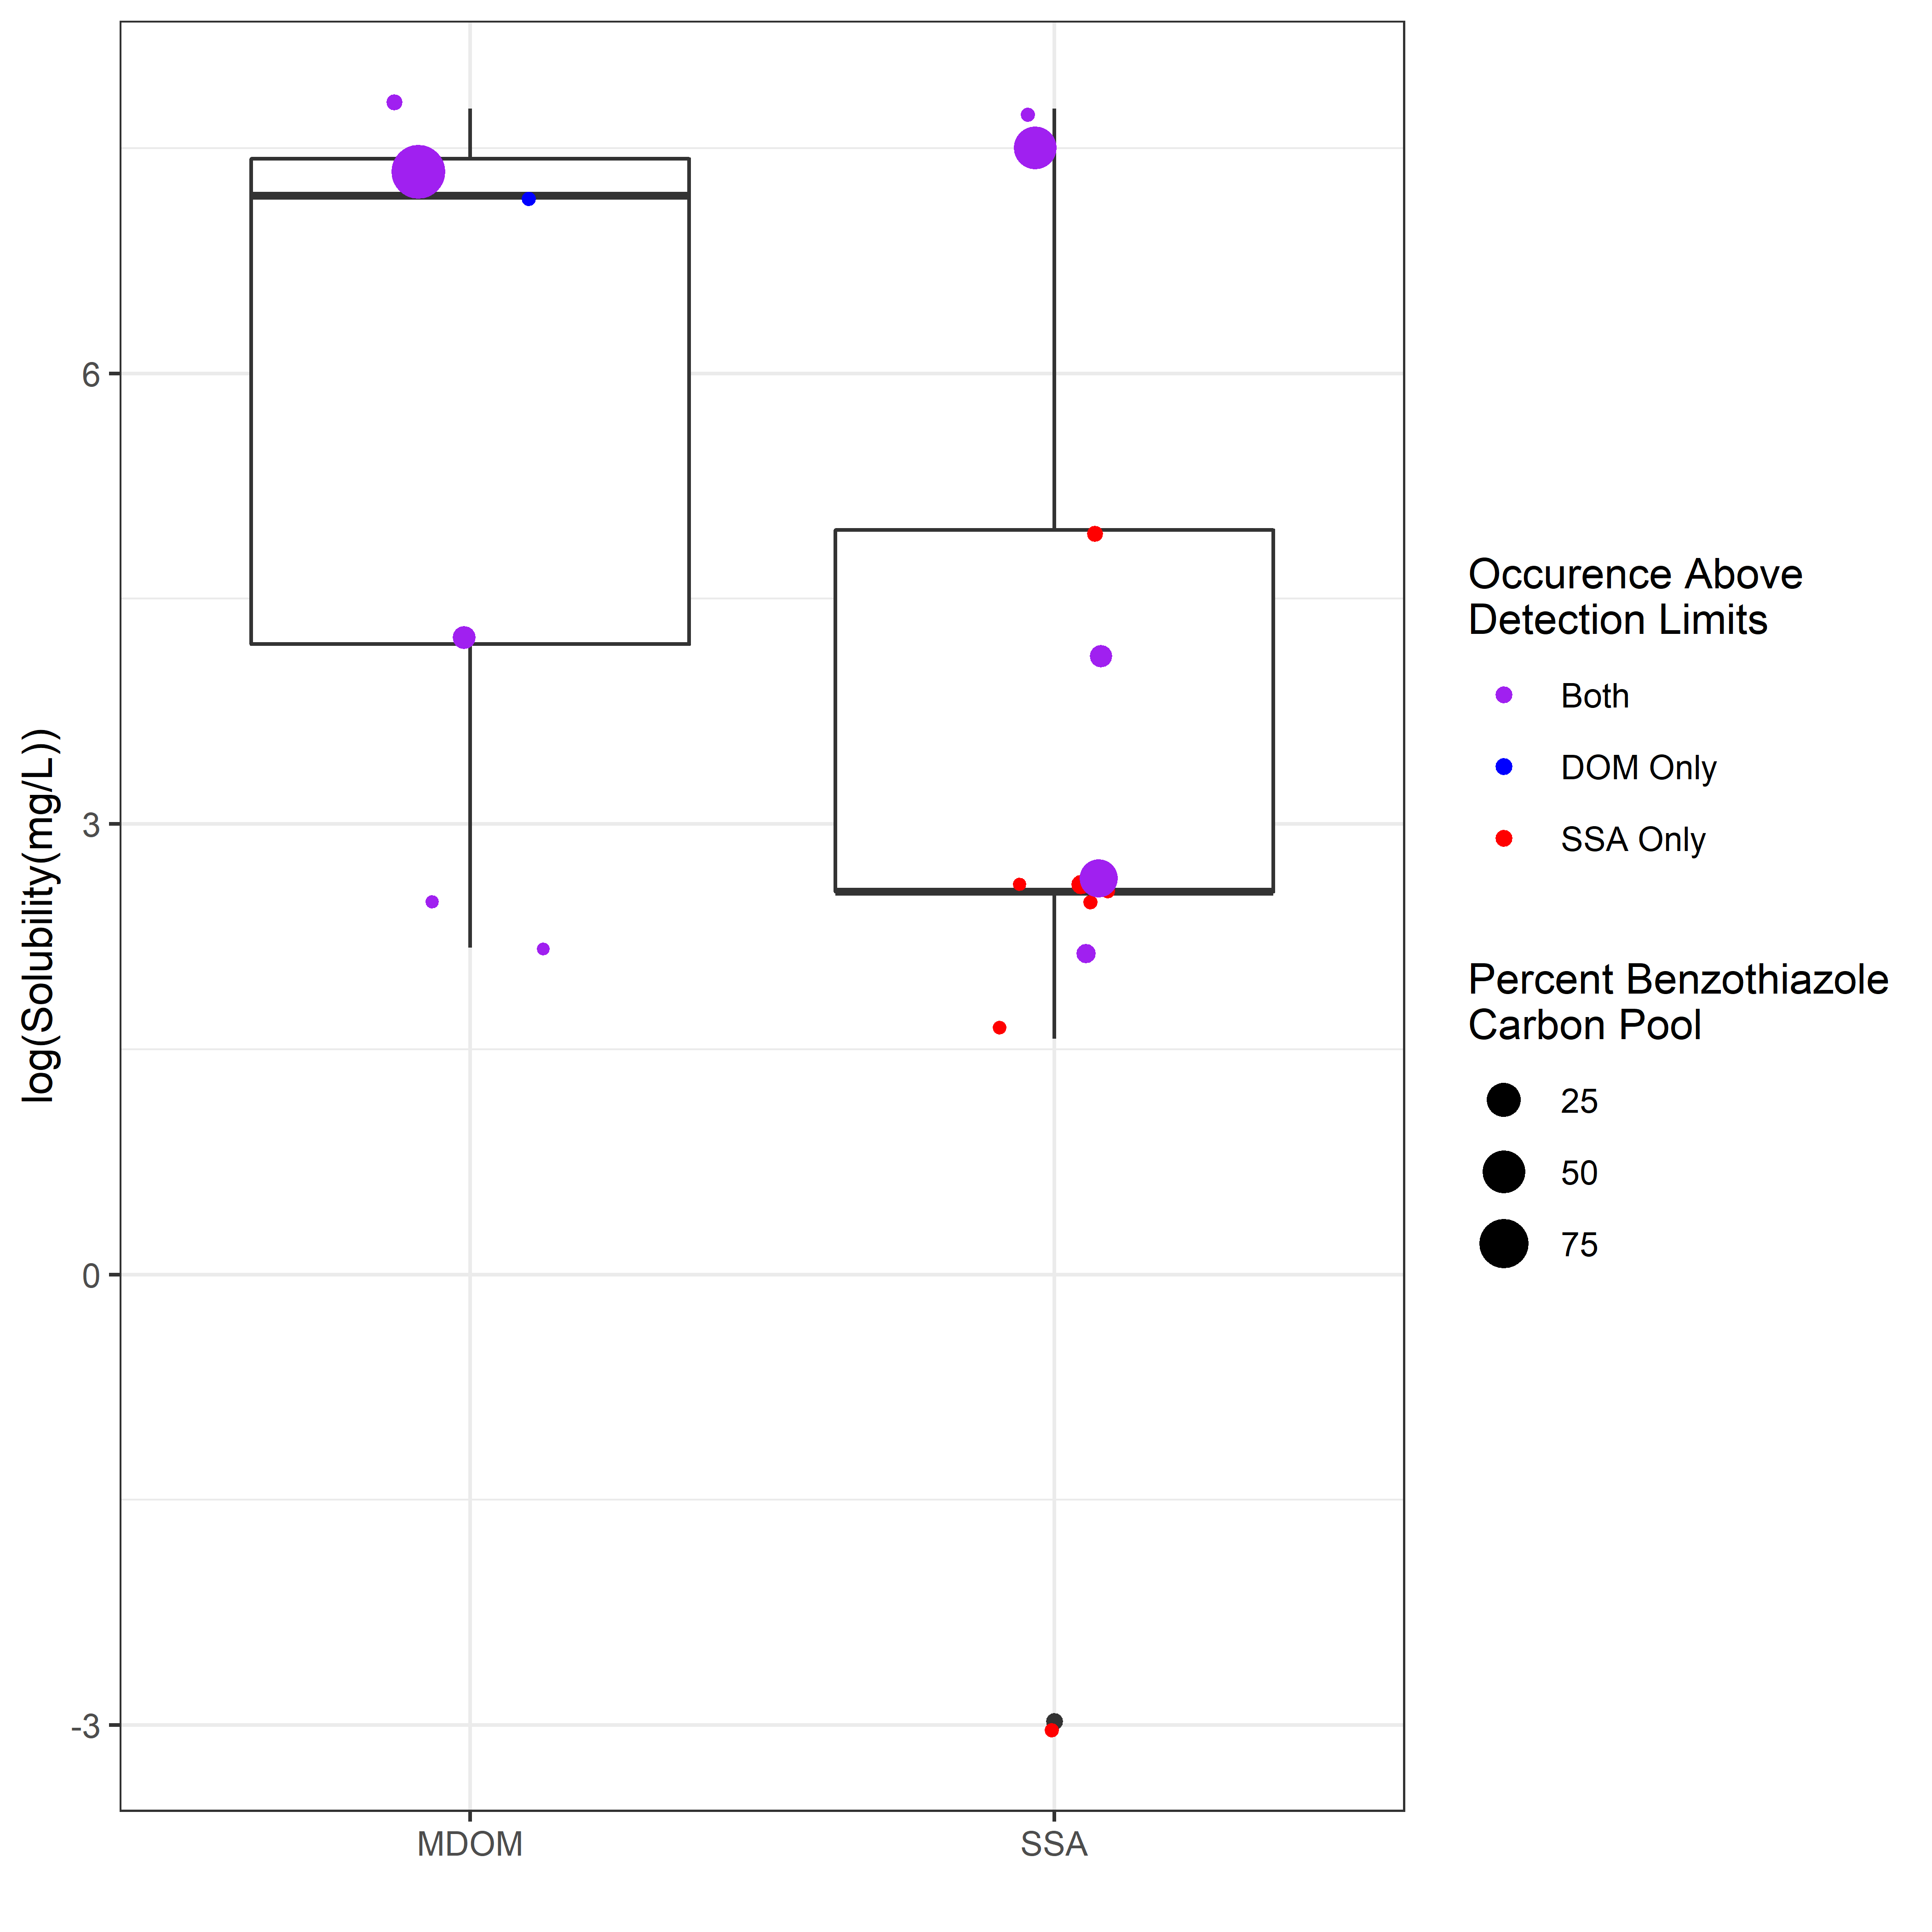 log(Solubility(mg/L))
6
3
0
-3
MDOM
SSA
Occurence Above
Detection Limits
Both
DOM Only
SSA Only
Percent Benzothiazole
Carbon Pool
25
50
75